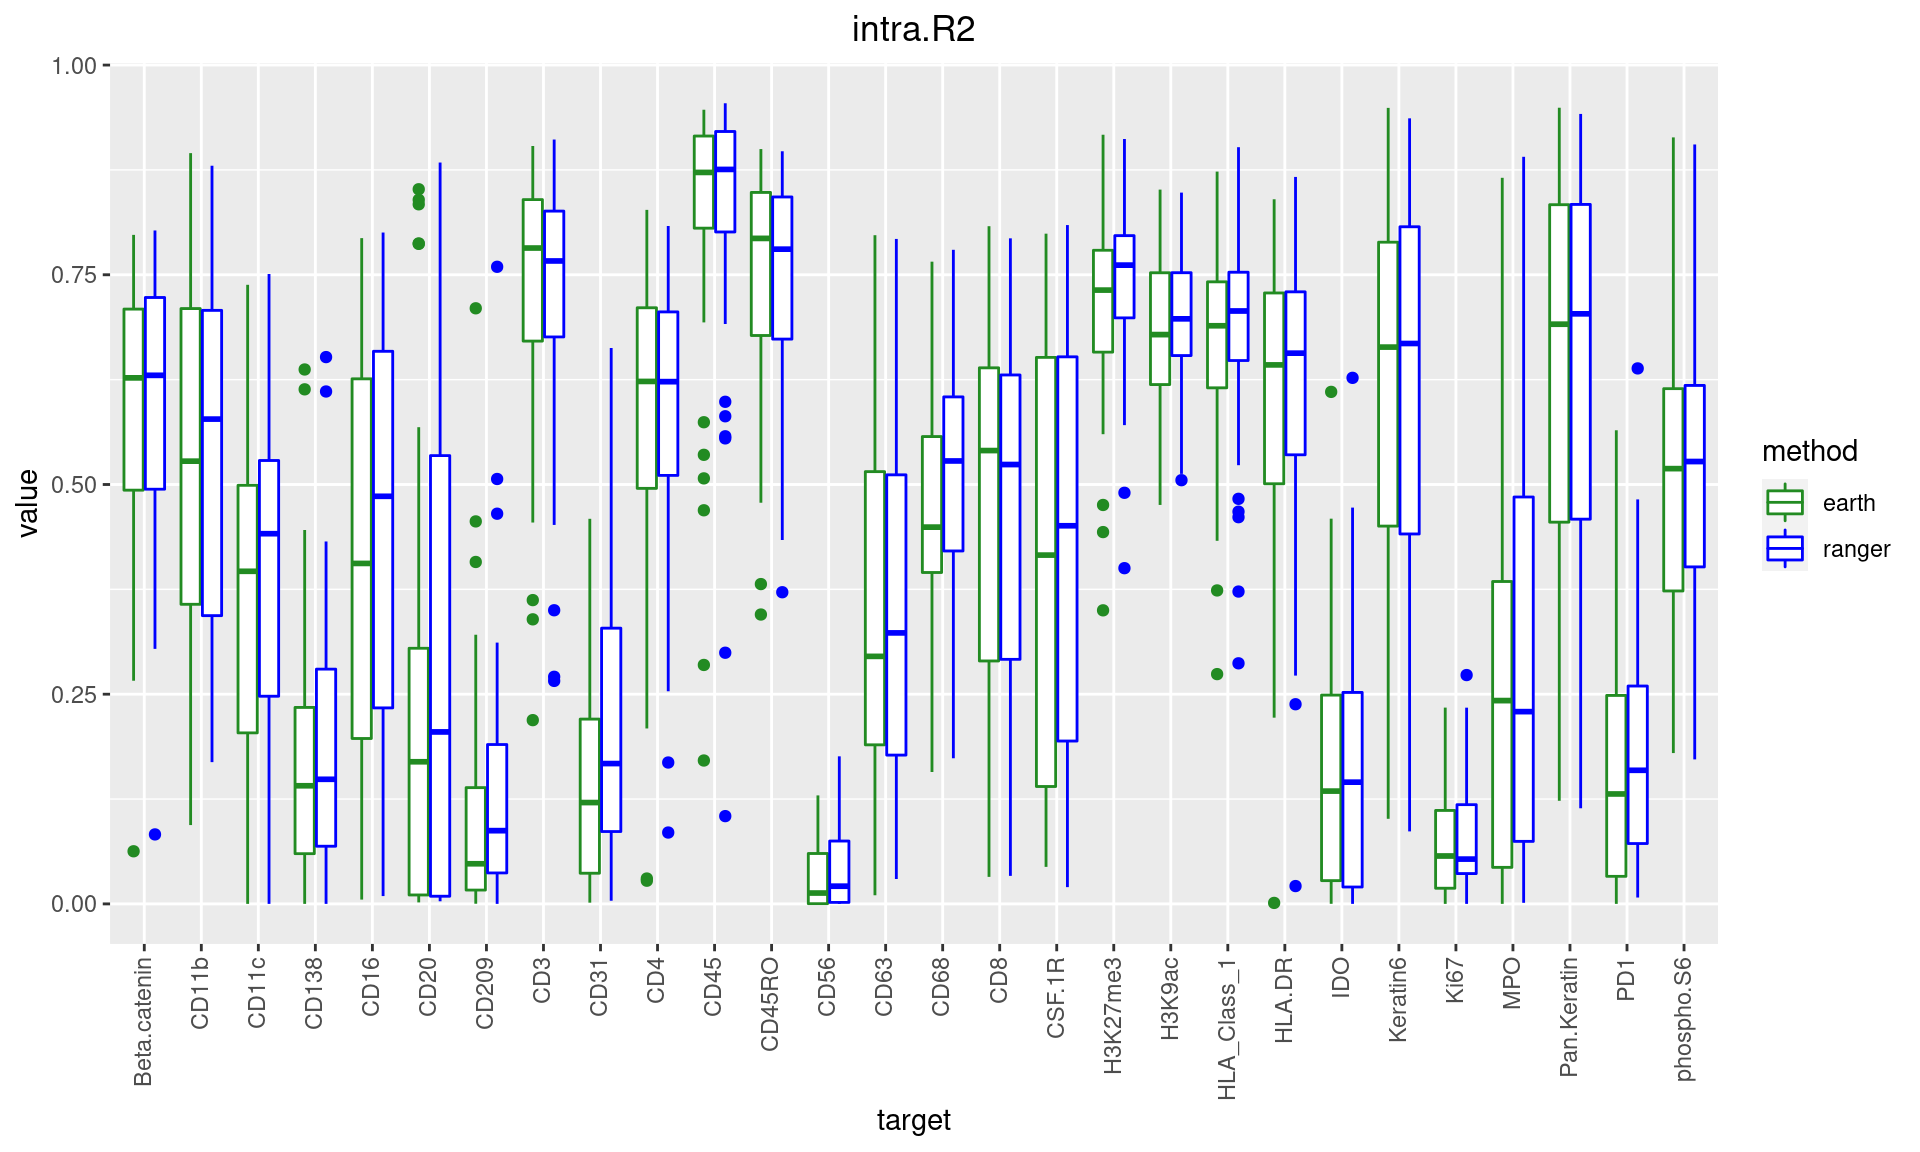 intra.R2
1.00
0.75
0.50
0.25
0.00
value
Beta.catenin
CD11b
CD11c
CD138
CD16
CD20
CD209
CD3
CD31
CD4
CD45
CD45RO
CD56
CD63
CD68
CD8
CSF.1R
H3K27me3
H3K9ac
HLA_Class_1
HLA.DR
IDO
Keratin6
Ki67
MPO
Pan.Keratin
PD1
phospho.S6
target
method
earth
ranger